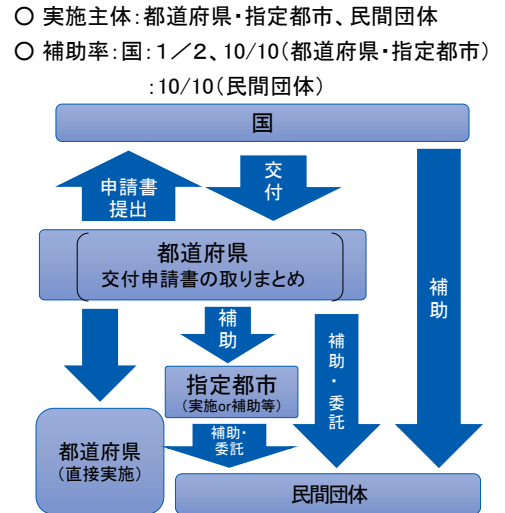 ○ 実施主体:都道府県・指定都市、民間団体
○ 補助率:国:1/2、10/10(都道府県・指定都市)
:10/10(民間団体)
国
申請書
提出
交
付
都道府県
交付申請書の取りまとめ
補
助
補
助
補
助
・
委
託
指定都市
(実施or補助等)
補助・
委託
都道府県
(直接実施)
民間団体